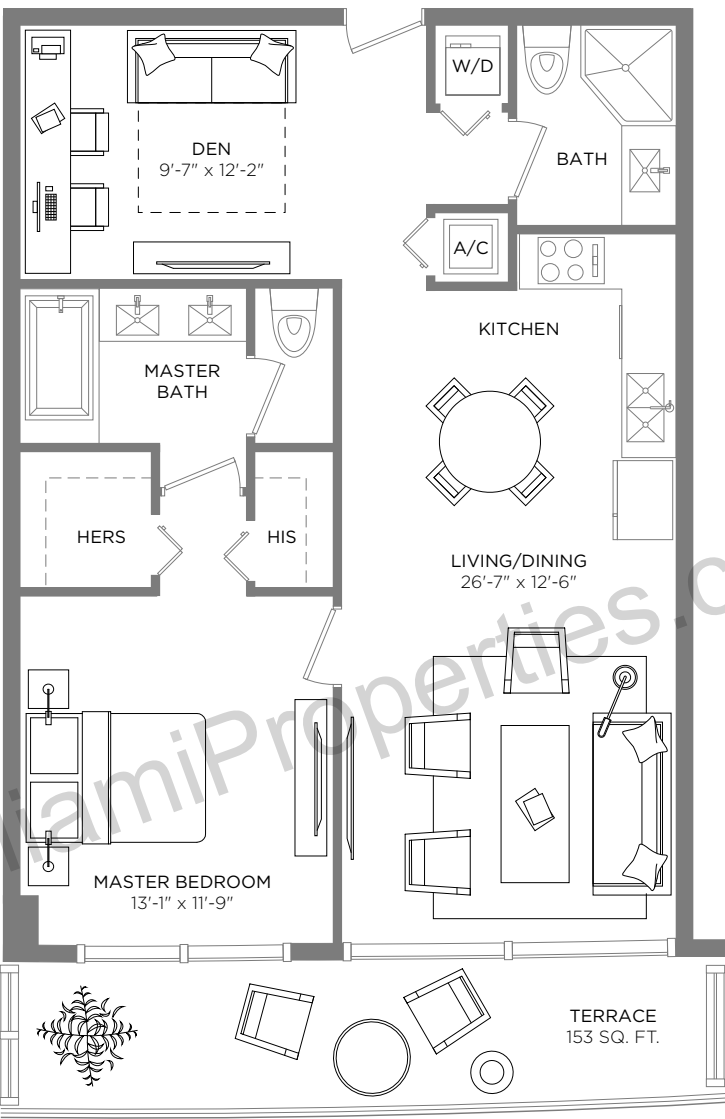 W/D
DEN
9'-7" x 12'-2"
BATH
A/C
KITCHEN
MASTER
BATH
HERS
HIS
LIVING/DINING
26'-7" x 12'-6"
iamiProperties.c
MASTER BEDROOM
13'-1" x 11'-9"
TERRACE
153 SQ. FT.